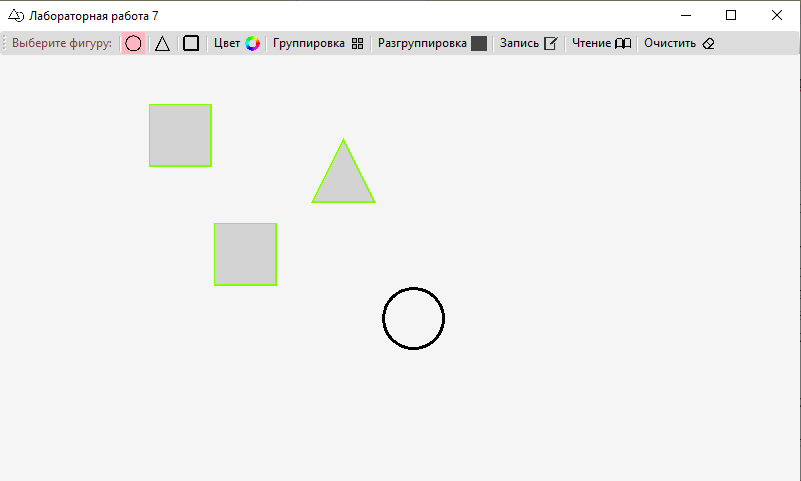 Лабораторная работа 7
Выберите фигуру: Цвет Группировка Разгруппировка Запись Чтение Очистить